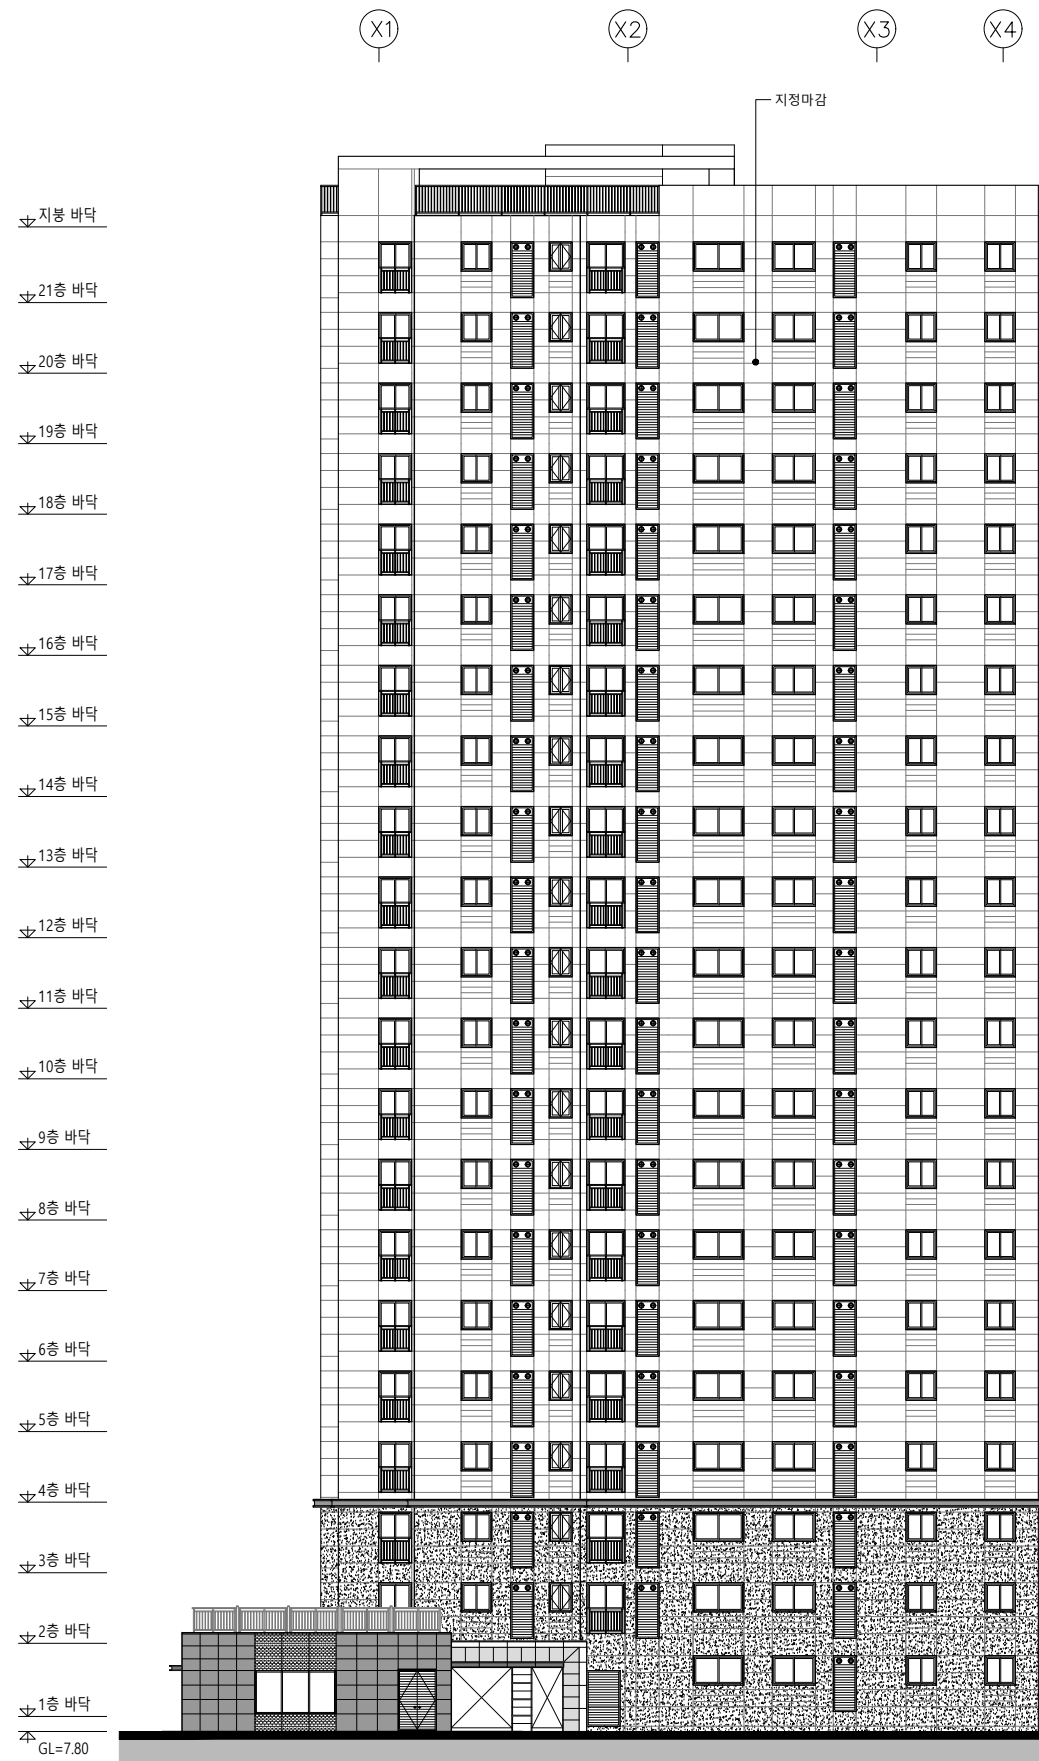 X1
X2
X3
X4
지정마감
지붕 바닥
21층 바닥
20층 바닥
19층 바닥
18층 바닥
17층 바닥
16층 바닥
15층 바닥
14층 바닥
13층 바닥
12층 바닥
11층 바닥
10층 바닥
9층 바닥
8층 바닥
7층 바닥
6층 바닥
5층 바닥
4층 바닥
3층 바닥
2층 바닥
1층 바닥
GL=7.80